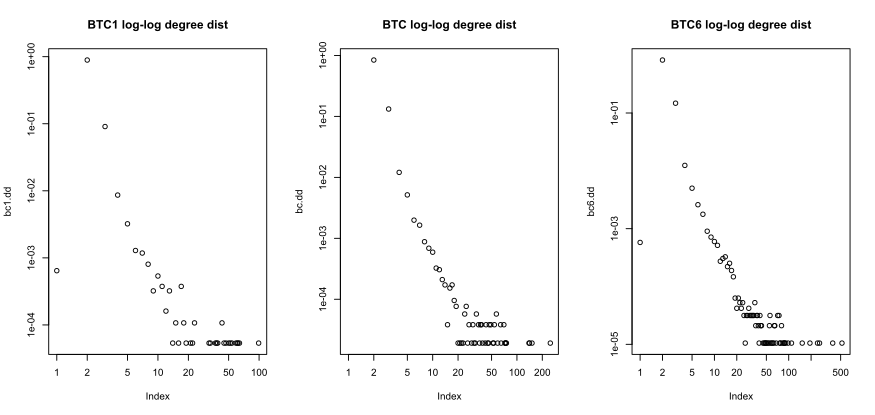 BTC1 log-log degree dist
bc1.dd
1e+00
1e-01
1e-02
1e-03
1e-04
1 2 5 10 20 50 100
Index
BTC log-log degree dist
bc.dd
1e+00
1e-01
1e-02
1e-03
1e-04
1 2 5 10 20 50 100 200
Index
BTC6 log-log degree dist
bc6.dd
1e-01
1e-03
1e-05
1 2 5 10 20 50 100 500
Index